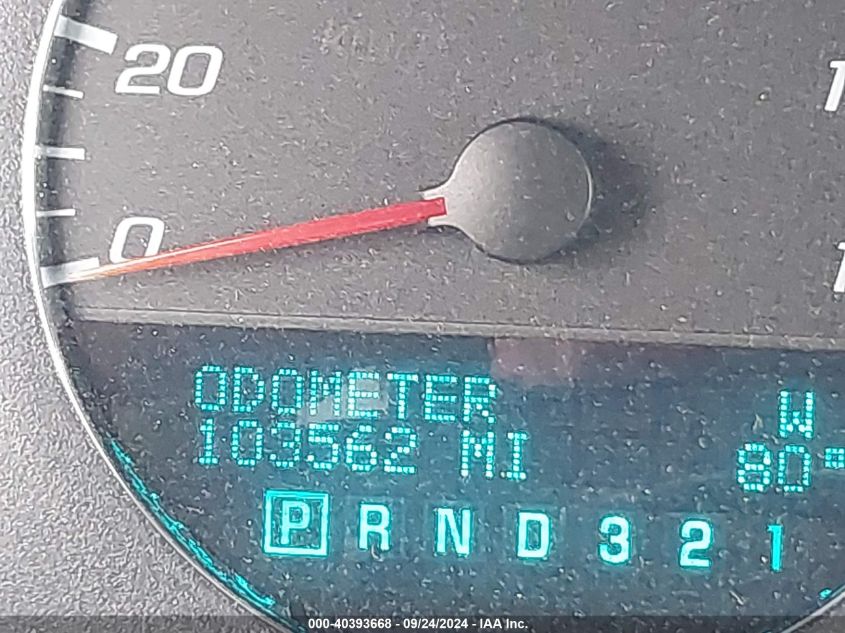 20
0
ODOMETER
W
103562 MI
80°
P R N D 3 2 1
000-40393668 - 09/24/2024 - IAA Inc.